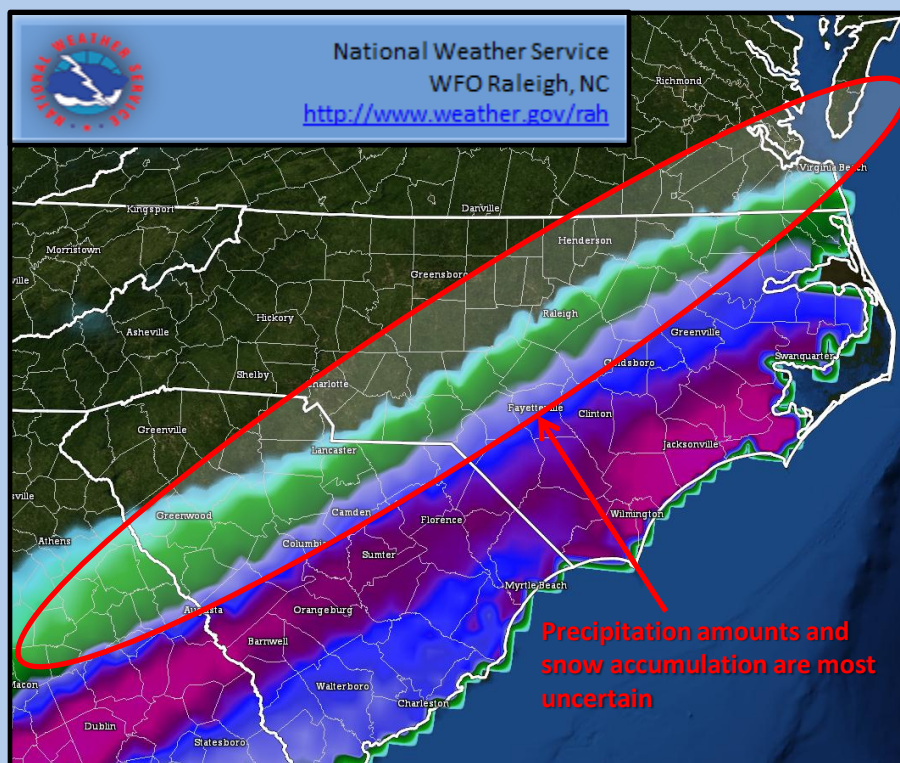 NATIONAL WEATHER SERVICE
National Weather Service
WFO Raleigh, NC
http://www.weather.gov/rah
Richmond
Virginia Beach
Kingsport
Danville
Morristown
Henderson
ville
Greensboro
Hickory
Raleigh
Asheville
Greenville
Shelby
Goldsboro
Swanquarter
Charlotte
Fayetteville
Clinton
Greenville
Jacksonville
Lancaster
sville
Greenwood
Camden
Wilmington
Florence
Athens
Columbia
Sumter
Myrtle Beach
Augusta
Orangeburg
Barnwell
Precipitation amounts and
snow accumulation are most
uncertain
Macon
Walterboro
Charleston
Dublin
Statesboro